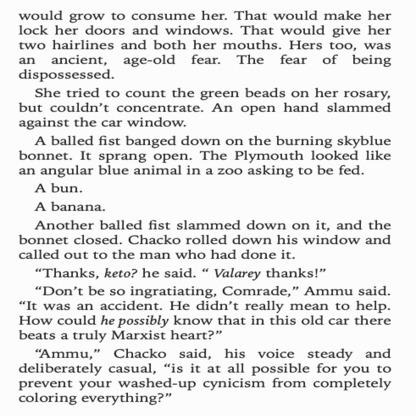 would grow to consume her. That would make her
lock her doors and windows. That would give her
two hairlines and both her mouths. Hers too, was
an ancient, age-old fear. The fear of being
dispossessed.
She tried to count the green beads on her rosary,
but couldn’t concentrate. An open hand slammed
against the car window.
A balled fist banged down on the burning skyblue
bonnet. It sprang open. The Plymouth looked like
an angular blue animal in a zoo asking to be fed.
A bun.
A banana.
Another balled fist slammed down on it, and the
bonnet closed. Chacko rolled down his window and
called out to the man who had done it.
“Thanks, keto? he said. “ Valarey thanks!”
“Don’t be so ingratiating, Comrade,” Ammu said.
“It was an accident. He didn’t really mean to help.
How could he possibly know that in this old car there
beats a truly Marxist heart?”
“Ammu,” Chacko said, his voice steady and
deliberately casual, “is it at all possible for you to
prevent your washed-up cynicism from completely
coloring everything?”